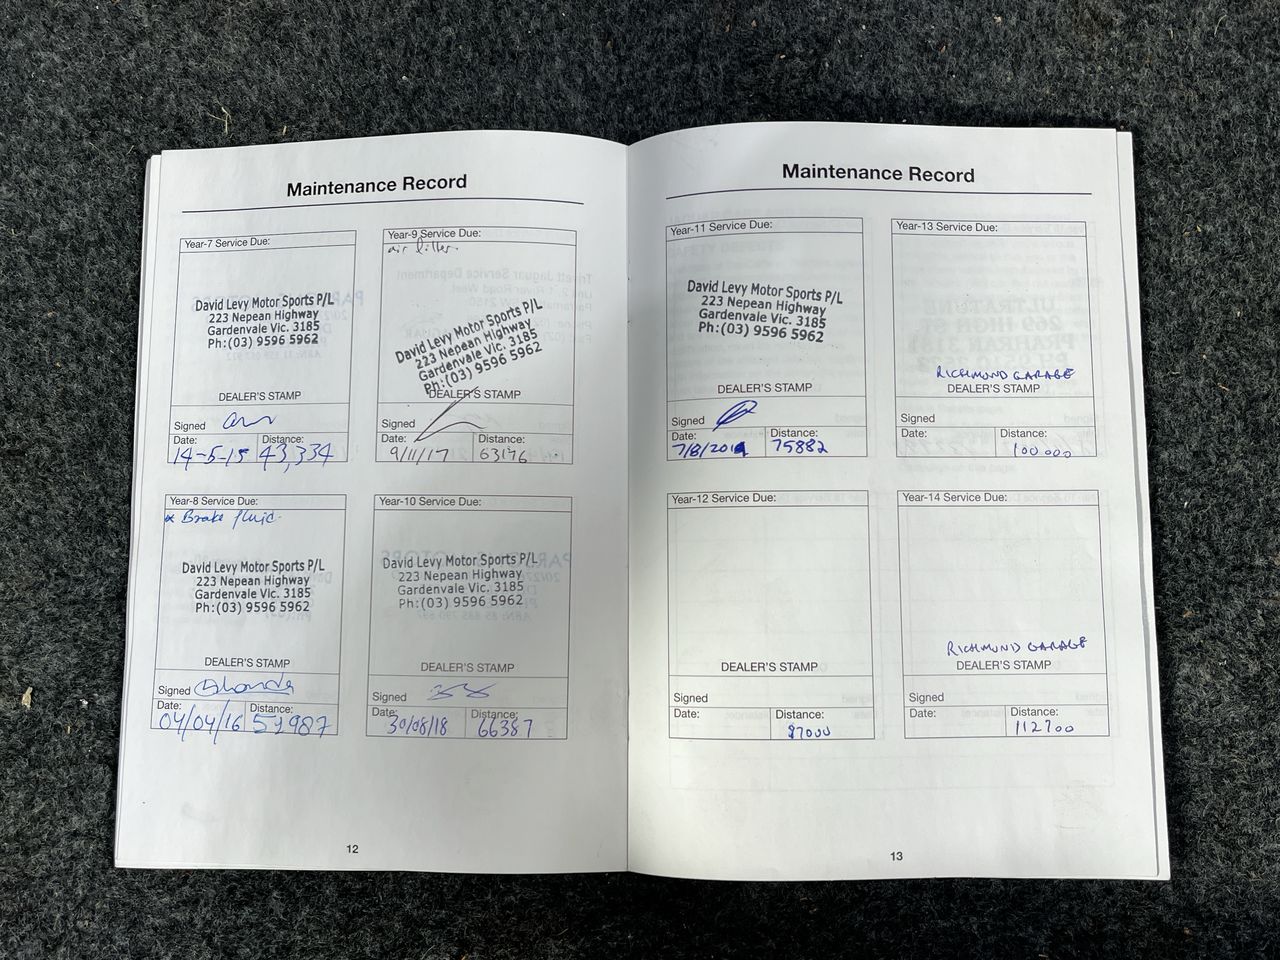 Maintenance Record
Year-7 Service Due:
David Levy Motor Sports P/L
223 Nepean Highway
Gardenvale Vic. 3185
Ph:(03) 9596 5962
DEALER'S STAMP
Signed
Date: Distance:
14-5-15 43,334
Year-9 Service Due:
air filter.
David Levy Motor Sports P/L
223 Nepean Highway
Gardenvale Vic. 3185
Ph:(03) 9596 5962
DEALER'S STAMP
Signed
Date: Distance:
9/11/17 63176
Year-8 Service Due:
* Brake fluid.
David Levy Motor Sports P/L
223 Nepean Highway
Gardenvale Vic. 3185
Ph:(03) 9596 5962
DEALER'S STAMP
Signed
Date: Distance:
04/04/16 54987
Year-10 Service Due:
David Levy Motor Sports P/L
223 Nepean Highway
Gardenvale Vic. 3185
Ph:(03) 9596 5962
DEALER'S STAMP
Signed
Date: Distance:
30/08/18 66387
12
Maintenance Record
Year-11 Service Due:
David Levy Motor Sports P/L
223 Nepean Highway
Gardenvale Vic. 3185
Ph:(03) 9596 5962
DEALER'S STAMP
Signed
Date: Distance:
7/8/2019 75882
Year-13 Service Due:
RICHMOND GARAGE
DEALER'S STAMP
Signed
Date: Distance:
100000
Year-12 Service Due:
DEALER'S STAMP
Signed
Date: Distance:
87000
Year-14 Service Due:
RICHMOND GARAGE
DEALER'S STAMP
Signed
Date: Distance:
112700
13